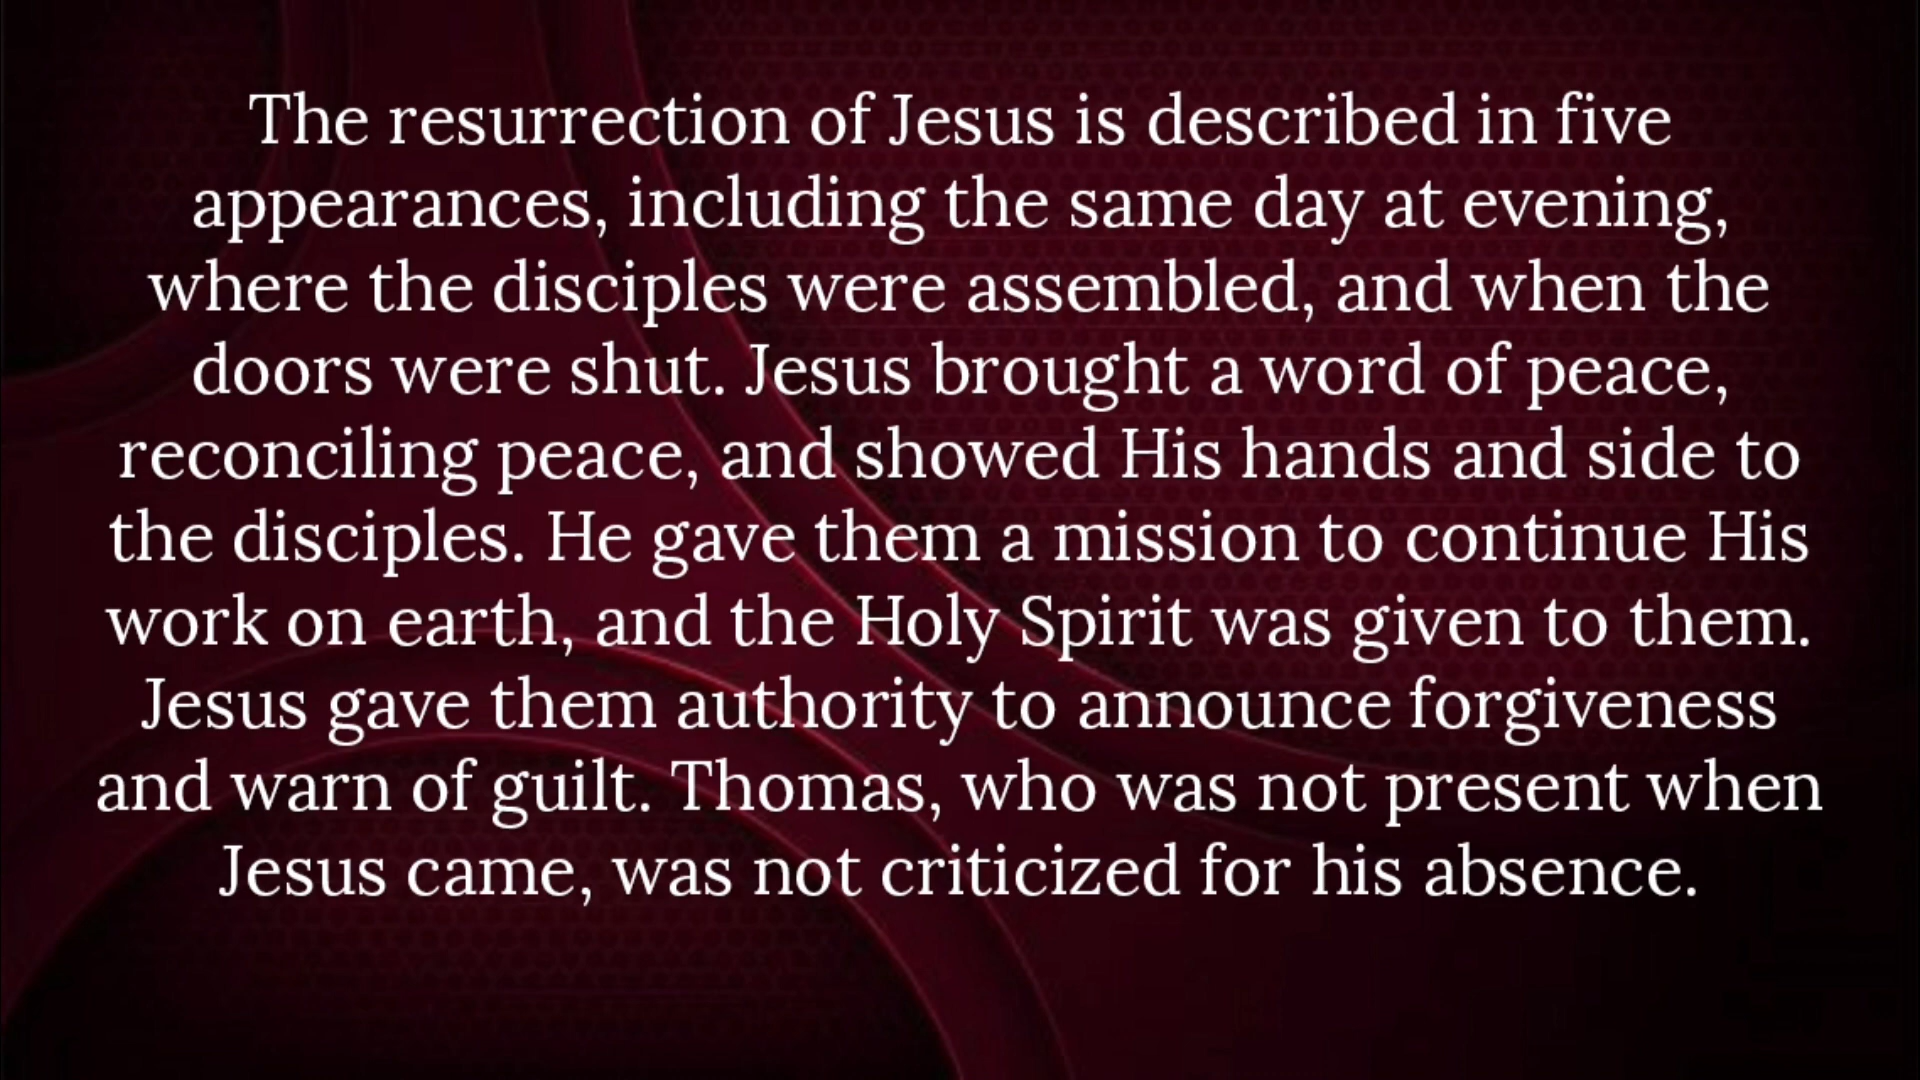 The resurrection of Jesus is described in five
appearances, including the same day at evening,
where the disciples were assembled, and when the
doors were shut. Jesus brought a word of peace,
reconciling peace, and showed His hands and side to
the disciples. He gave them a mission to continue His
work on earth, and the Holy Spirit was given to them.
Jesus gave them authority to announce forgiveness
and warn of guilt. Thomas, who was not present when
Jesus came, was not criticized for his absence.